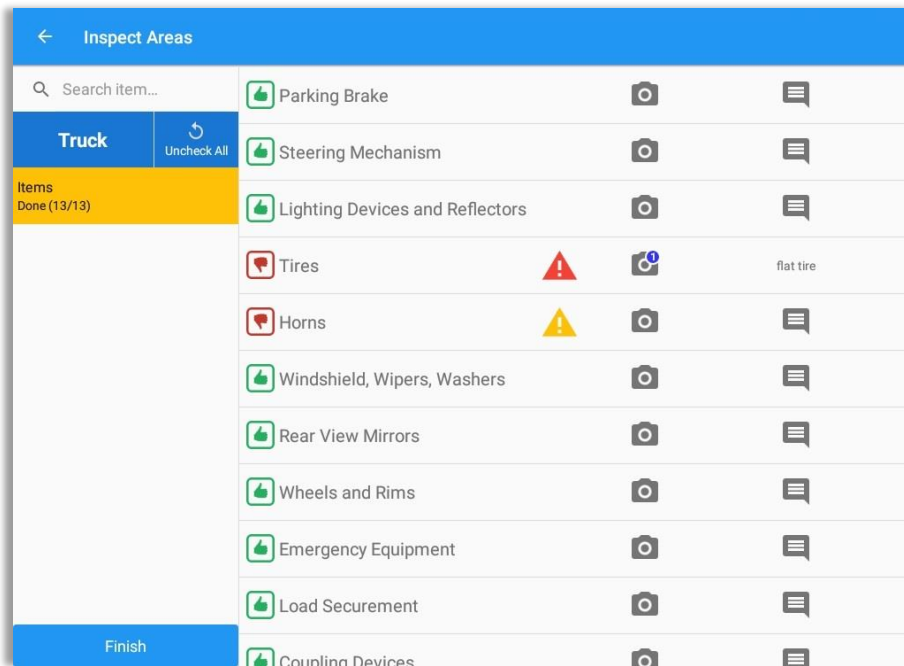 Inspect Areas
Search item...
Truck
Uncheck All
Items
Done (13/13)
Parking Brake
Steering Mechanism
Lighting Devices and Reflectors
Tires
1
flat tire
Horns
Windshield, Wipers, Washers
Rear View Mirrors
Wheels and Rims
Emergency Equipment
Load Securement
Coupling Devices
Finish